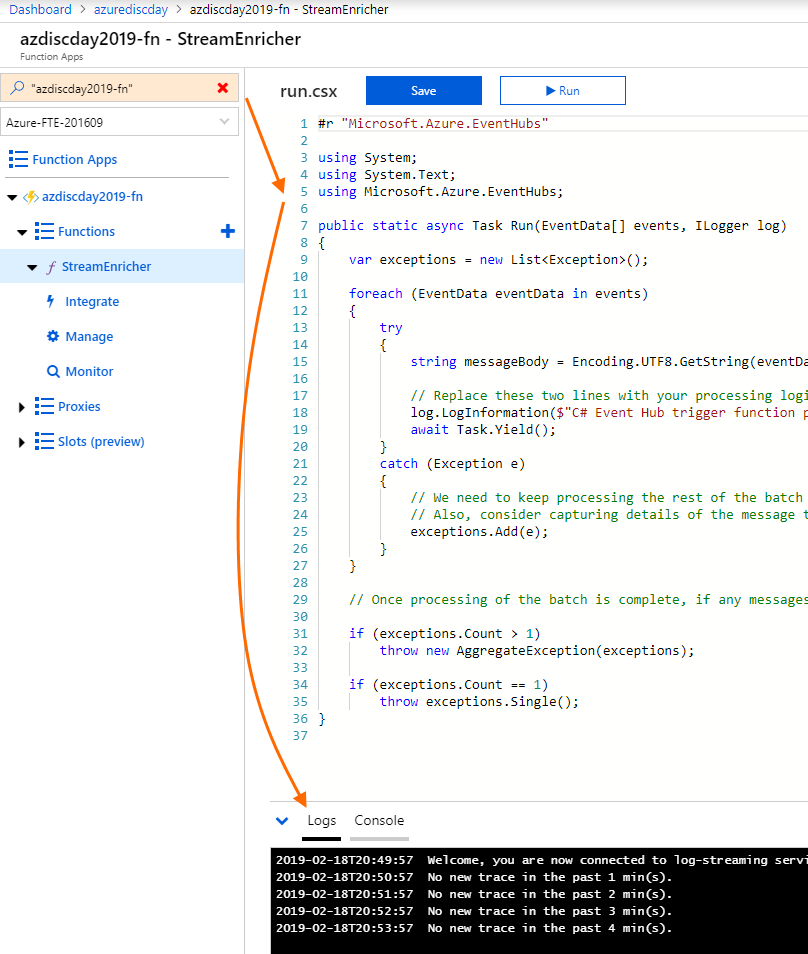 Dashboard > azurediscday > azdiscday2019-fn - StreamEnricher
azdiscday2019-fn - StreamEnricher
Function Apps
"azdiscday2019-fn"
Azure-FTE-201609
Function Apps
azdiscday2019-fn
Functions
StreamEnricher
Integrate
Manage
Monitor
Proxies
Slots (preview)
run.csx
Save
Run
1 #r "Microsoft.Azure.EventHubs"
2
3 using System;
4 using System.Text;
5 using Microsoft.Azure.EventHubs;
6
7 public static async Task Run(EventData[] events, ILogger log)
8 {
9 var exceptions = new List<Exception>();
10
11 foreach (EventData eventData in events)
12 {
13 try
14 {
15 string messageBody = Encoding.UTF8.GetString(eventDa
16
17 // Replace these two lines with your processing logi
18 log.LogInformation($"C# Event Hub trigger function p
19 await Task.Yield();
20 }
21 catch (Exception e)
22 {
23 // We need to keep processing the rest of the batch
24 // Also, consider capturing details of the message t
25 exceptions.Add(e);
26 }
27 }
28
29 // Once processing of the batch is complete, if any messages
30
31 if (exceptions.Count > 1)
32 throw new AggregateException(exceptions);
33
34 if (exceptions.Count == 1)
35 throw exceptions.Single();
36 }
37
Logs
Console
2019-02-18T20:49:57 Welcome, you are now connected to log-streaming servi
2019-02-18T20:50:57 No new trace in the past 1 min(s).
2019-02-18T20:51:57 No new trace in the past 2 min(s).
2019-02-18T20:52:57 No new trace in the past 3 min(s).
2019-02-18T20:53:57 No new trace in the past 4 min(s).